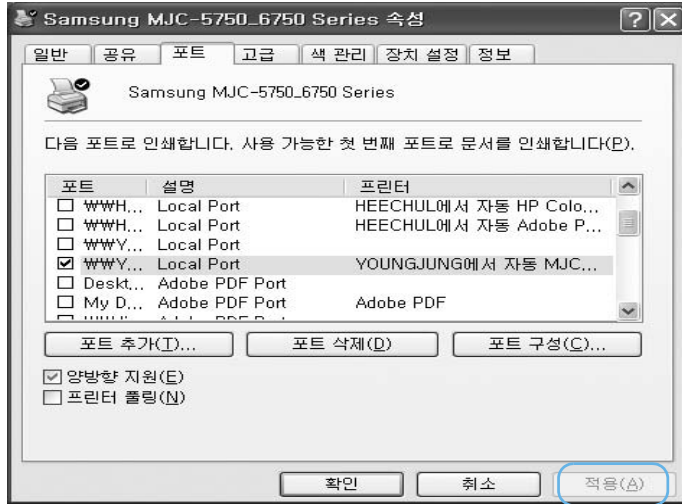 Samsung MJC-5750_6750 Series 속성
일반 공유 포트 고급 색 관리 장치 설정 정보
Samsung MJC-5750_6750 Series
다음 포트로 인쇄합니다. 사용 가능한 첫 번째 포트로 문서를 인쇄합니다(P).
포트 설명 프린터
₩₩H... Local Port HEECHUL에서 자동 HP Colo...
₩₩H... Local Port HEECHUL에서 자동 Adobe P...
₩₩Y... Local Port
₩₩Y... Local Port YOUNGJUNG에서 자동 MJC...
Deskt... Adobe PDF Port
My D... Adobe PDF Port Adobe PDF
포트 추가(T)... 포트 삭제(D) 포트 구성(C)...
양방향 지원(E)
프린터 풀링(N)
확인 취소 적용(A)